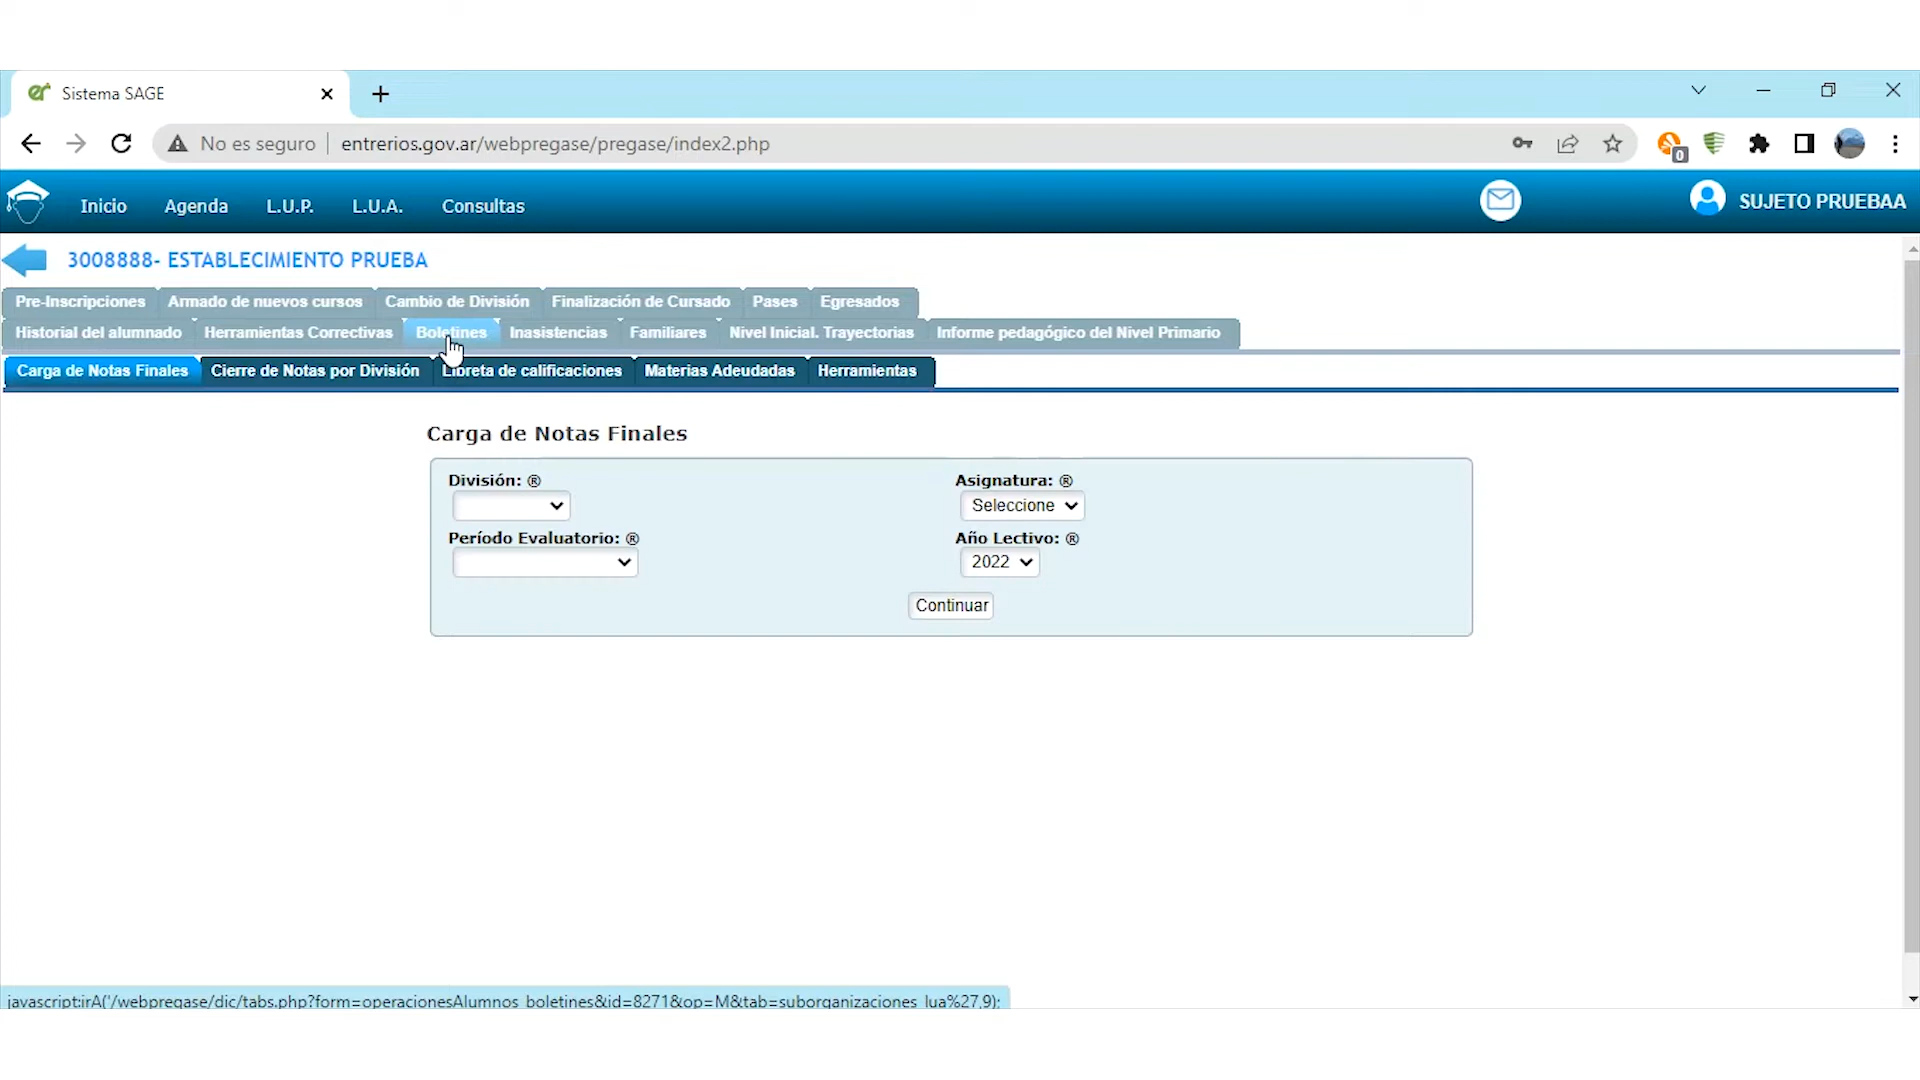 Sistema SAGE
No es seguro entrerios.gov.ar/webpregase/pregase/index2.php
0
Inicio Agenda L.U.P. L.U.A. Consultas SUJETO PRUEBAA
3008888- ESTABLECIMIENTO PRUEBA
Pre-Inscripciones Armado de nuevos cursos Cambio de División Finalización de Cursado Pases Egresados
Historial del alumnado Herramientas Correctivas Boletines Inasistencias Familiares Nivel Inicial. Trayectorias Informe pedagógico del Nivel Primario
Carga de Notas Finales Cierre de Notas por División Libreta de calificaciones Materias Adeudadas Herramientas
Carga de Notas Finales
División: ® Asignatura: ®
Seleccione
Período Evaluatorio: ® Año Lectivo: ®
2022
Continuar
javascript:irA('/webpregase/dic/tabs.php?form=operacionesAlumnos_boletines&id=8271&op=M&tab=suborganizaciones_lua%27,9);